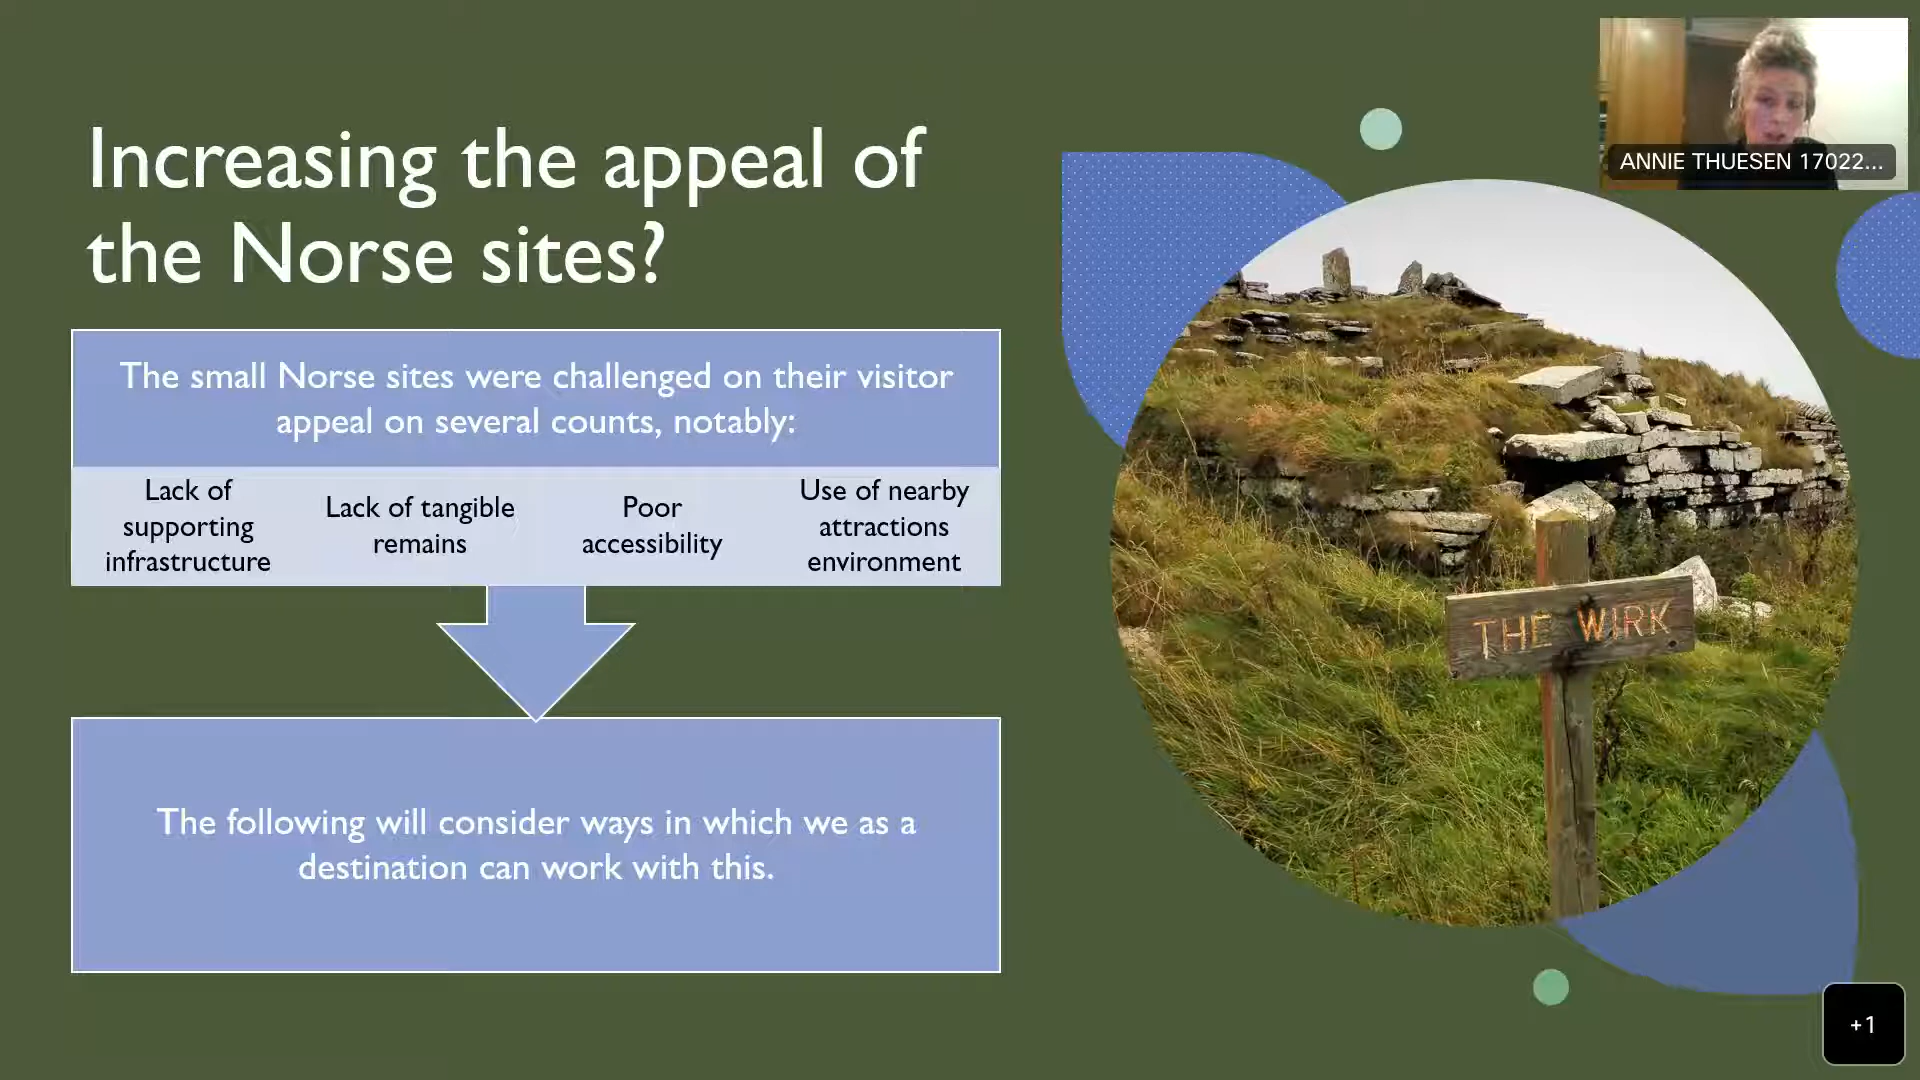 Increasing the appeal of
the Norse sites?
The small Norse sites were challenged on their visitor
appeal on several counts, notably:
Lack of
supporting
infrastructure
Lack of tangible
remains
Poor
accessibility
Use of nearby
attractions
environment
The following will consider ways in which we as a
destination can work with this.
ANNIE THUESEN 17022...
THE WIRK
+1